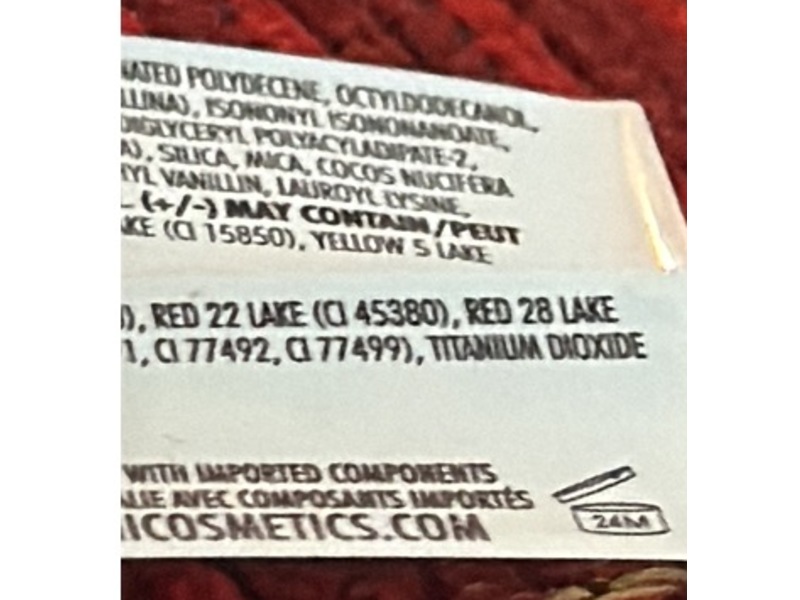 NATED POLYDECENE, OCTYLDODECANOL,
LLINA), ISONONYL ISONONANOATE,
DIGLYCERYL POLYACYLADIPATE-2,
A), SILICA, MICA, COCOS NUCIFERA
YL VANILLIN, LAUROYL LYSINE,
(+/-) MAY CONTAIN/PEUT
KE (CI 15850), YELLOW 5 LAKE
), RED 22 LAKE (CI 45380), RED 28 LAKE
1, CI 77492, CI 77499), TITANIUM DIOXIDE
WITH IMPORTED COMPONENTS
LIE AVEC COMPOSANTS IMPORTÉS
ICOSMETICS.COM
24M